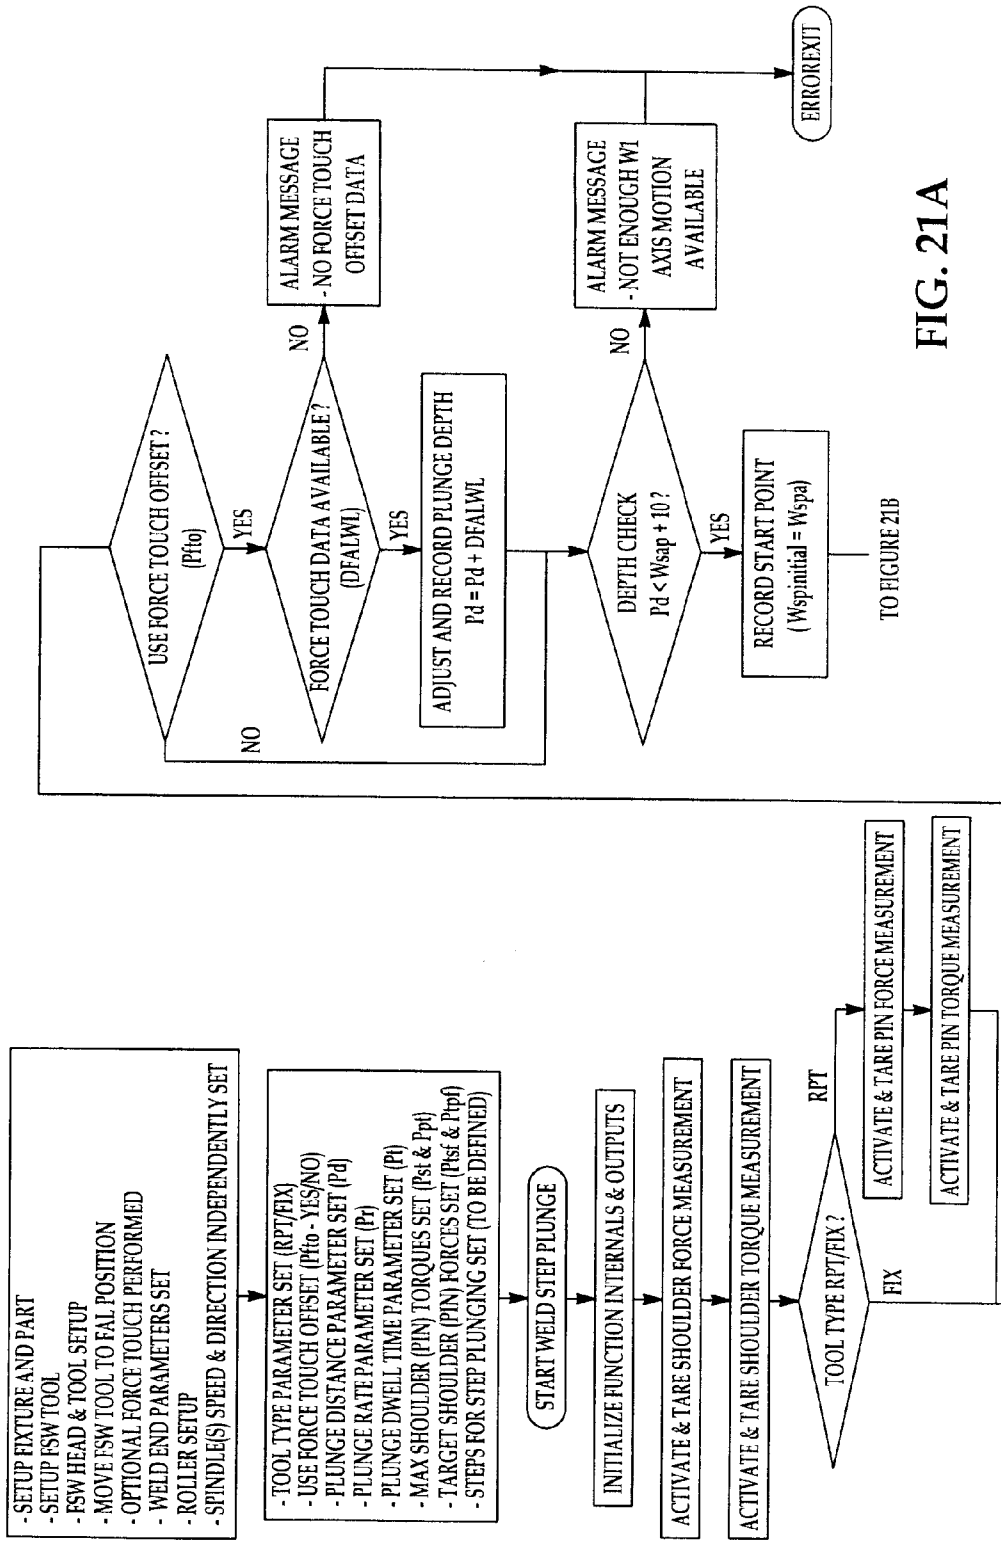 - SETUP FIXTURE AND PART
- SETUP FSW TOOL
- FSW HEAD & TOOL SETUP
- MOVE FSW TOOL TO FAL POSITION
- OPTIONAL FORCE TOUCH PERFORMED
- WELD END PARAMETERS SET
- ROLLER SETUP
- SPINDLE(S) SPEED & DIRECTION INDEPENDENTLY SET
- TOOL TYPE PARAMETER SET (RPT/FIX)
- USE FORCE TOUCH OFFSET (Pfto - YES/NO)
- PLUNGE DISTANCE PARAMETER SET (Pd)
- PLUNGE RATE PARAMETER SET (Pr)
- PLUNGE DWELL TIME PARAMETER SET (Pt)
- MAX SHOULDER (PIN) TORQUES SET (Pst & Ppt)
- TARGET SHOULDER (PIN) FORCES SET (Ptsf & Ptpf)
- STEPS FOR STEP PLUNGING SET (TO BE DEFINED)
START WELD STEP PLUNGE
INITIALIZE FUNCTION INTERNALS & OUTPUTS
ACTIVATE & TARE SHOULDER FORCE MEASUREMENT
ACTIVATE & TARE SHOULDER TORQUE MEASUREMENT
TOOL TYPE RPT/FIX ?
RPT
FIX
ACTIVATE & TARE PIN FORCE MEASUREMENT
ACTIVATE & TARE PIN TORQUE MEASUREMENT
USE FORCE TOUCH OFFSET ?
(Pfto)
NO
YES
FORCE TOUCH DATA AVAILABLE ?
(DFALWL)
NO
ALARM MESSAGE
- NO FORCE TOUCH
OFFSET DATA
YES
ADJUST AND RECORD PLUNGE DEPTH
Pd = Pd + DFALWL
DEPTH CHECK
Pd < Wsap + 10 ?
NO
ALARM MESSAGE
- NOT ENOUGH W1
AXIS MOTION
AVAILABLE
ERROREXIT
YES
RECORD START POINT
( Wspinitial = Wspa)
TO FIGURE 21B
FIG. 21A